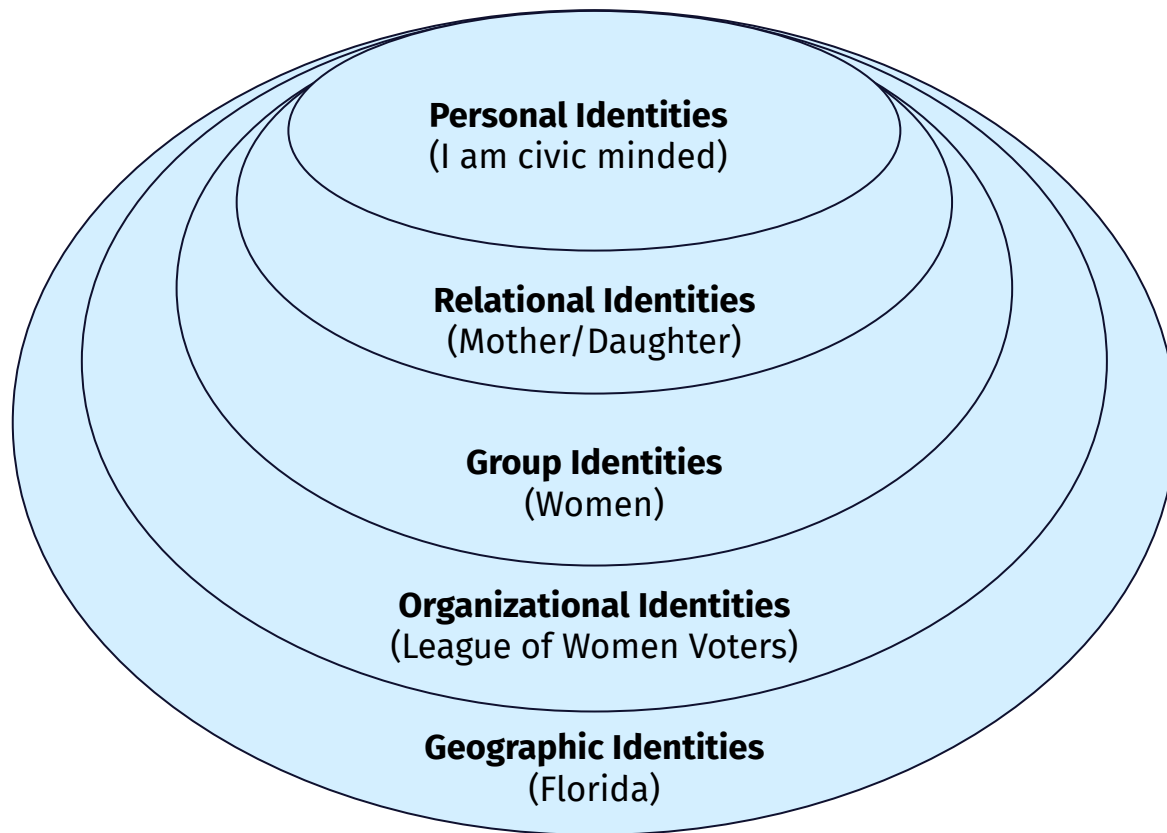 Personal Identities
(I am civic minded)
Relational Identities
(Mother/Daughter)
Group Identities
(Women)
Organizational Identities
(League of Women Voters)
Geographic Identities
(Florida)